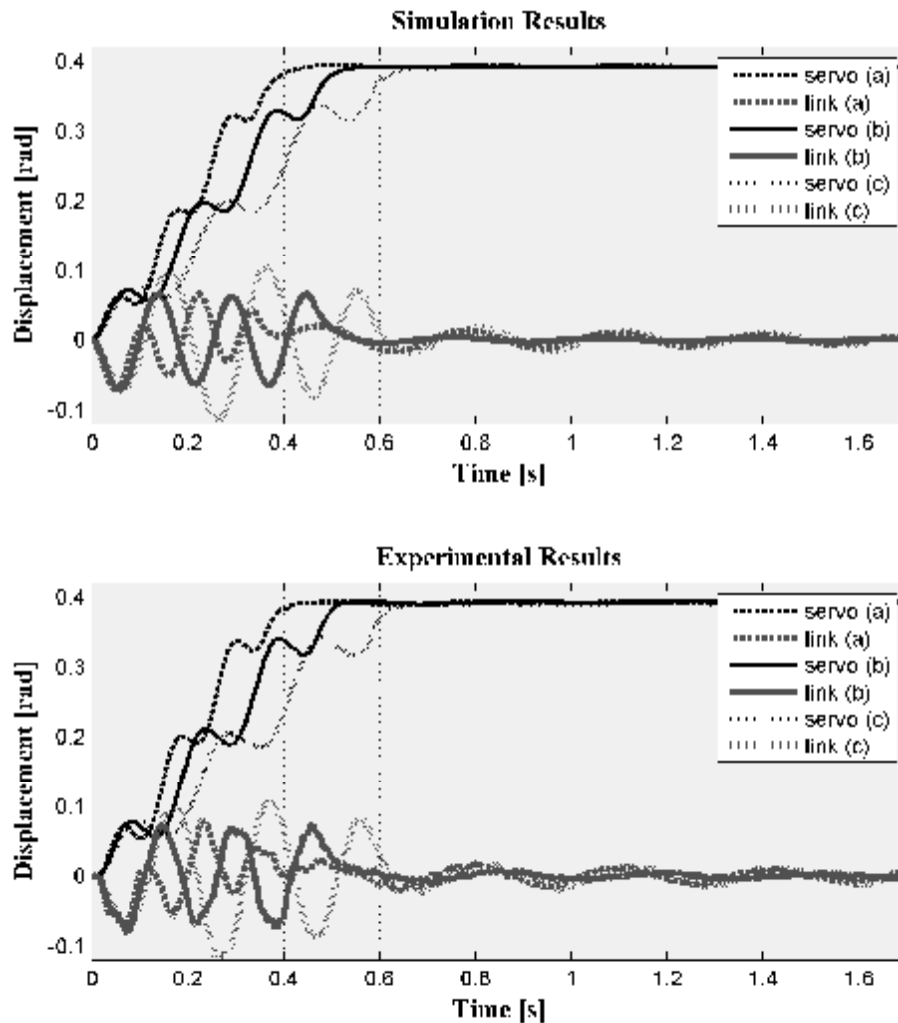 Simulation Results
0.4
0.3
0.2
0.1
0
-0.1
Displacement [rad]
servo (a)
link (a)
servo (b)
link (b)
servo (c)
link (c)
0 0.2 0.4 0.6 0.8 1 1.2 1.4 1.6
Time [s]
Experimental Results
0.4
0.3
0.2
0.1
0
-0.1
Displacement [rad]
servo (a)
link (a)
servo (b)
link (b)
servo (c)
link (c)
0 0.2 0.4 0.6 0.8 1 1.2 1.4 1.6
Time [s]